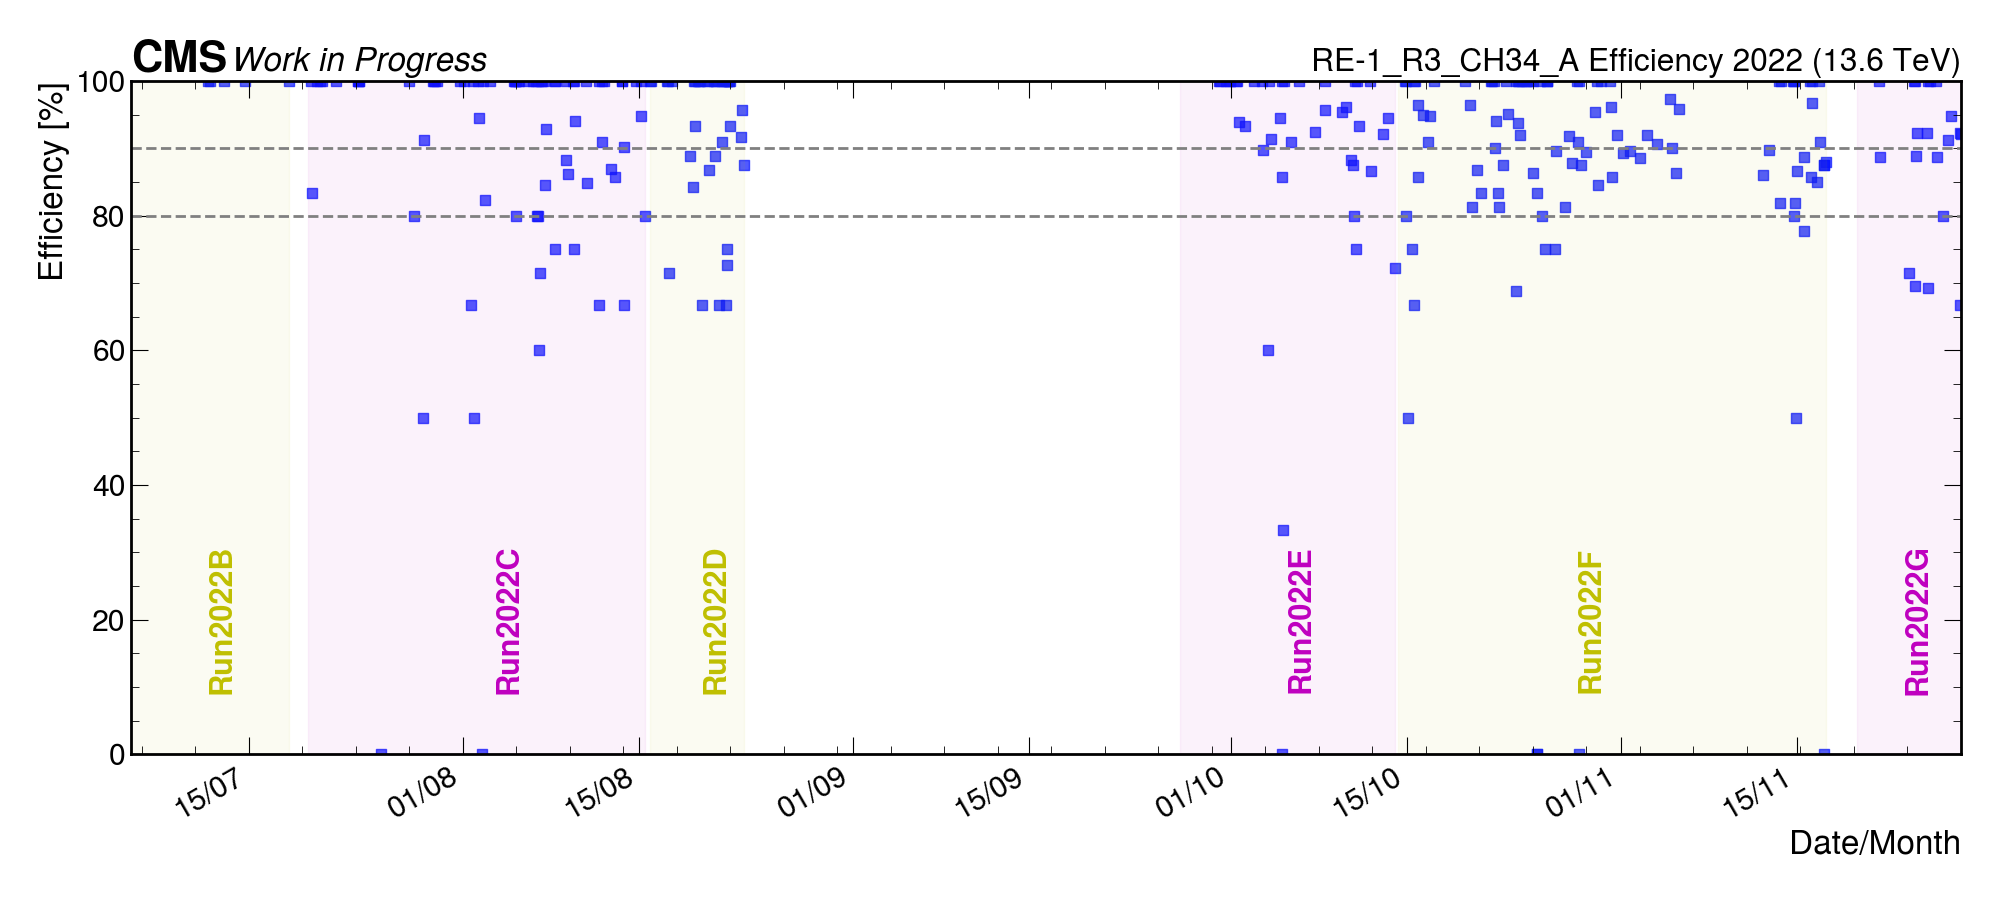 CMS Work in Progress
RE-1_R3_CH34_A Efficiency 2022 (13.6 TeV)
Efficiency [%]
100
80
60
40
20
0
Run2022B
Run2022C
Run2022D
Run2022E
Run2022F
Run2022G
15/07
01/08
15/08
01/09
15/09
01/10
15/10
01/11
15/11
Date/Month